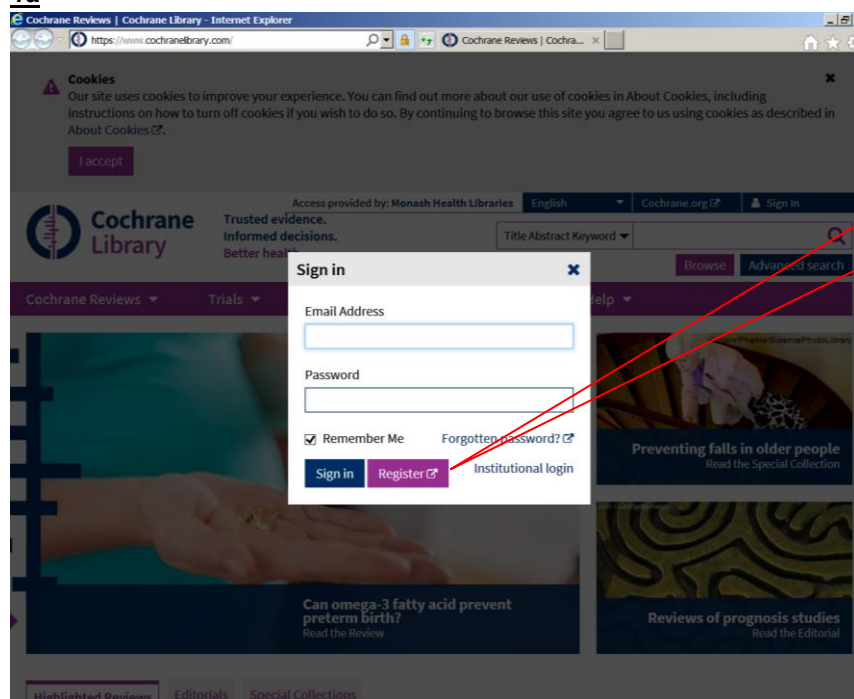 Cochrane Reviews | Cochrane Library - Internet Explorer
https://www.cochranelibrary.com/
Cochrane Reviews | Cochra...
Cookies
Our site uses cookies to improve your experience. You can find out more about our use of cookies in About Cookies, including
instructions on how to turn off cookies if you wish to do so. By continuing to browse this site you agree to us using cookies as described in
About Cookies.
I accept
Access provided by: Monash Health Libraries English Cochrane.org Sign In
Cochrane
Library
Trusted evidence.
Informed decisions.
Better health.
Title Abstract Keyword
Browse Advanced search
Cochrane Reviews Trials
Help
Sign in
Email Address
Password
Remember Me Forgotten password?
Sign in Register Institutional login
Preventing falls in older people
Read the Special Collection
Can omega-3 fatty acid prevent
preterm birth?
Read the Review
Reviews of prognosis studies
Read the Editorial
Highlighted Reviews Editorials Special Collections